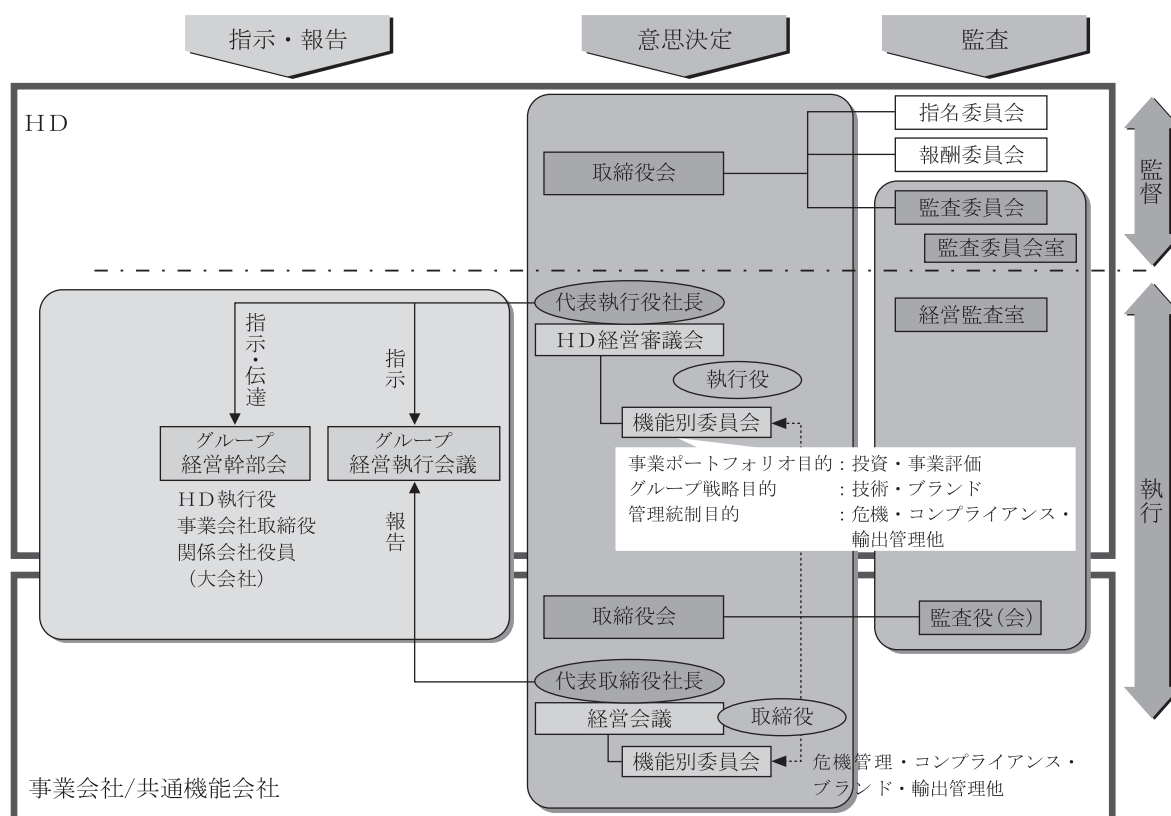 指示・報告
意思決定
監査
HD
指名委員会
取締役会
報酬委員会
監査委員会
監査委員会室
監督
代表執行役社長
HD経営審議会
経営監査室
執行役
指示・伝達
指示
機能別委員会
グループ
経営幹部会
グループ
経営執行会議
事業ポートフォリオ目的：投資・事業評価
グループ戦略目的　　　：技術・ブランド
管理統制目的　　　　　：危機・コンプライアンス・
輸出管理他
執行
HD執行役
事業会社取締役
関係会社役員
（大会社）
報告
取締役会
監査役（会）
代表取締役社長
経営会議
取締役
機能別委員会
危機管理・コンプライアンス・
ブランド・輸出管理他
事業会社/共通機能会社